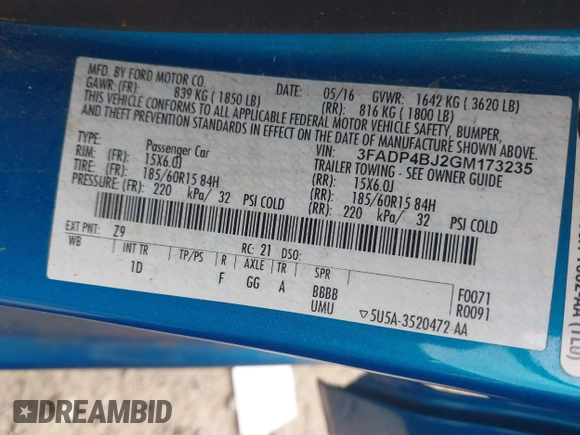 MFD. BY FORD MOTOR CO.
DATE: 05/16 GVWR: 1642 KG ( 3620 LB)
GAWR: (FR): 839 KG ( 1850 LB) (RR): 816 KG ( 1800 LB)
THIS VEHICLE CONFORMS TO ALL APPLICABLE FEDERAL MOTOR VEHICLE SAFETY, BUMPER,
AND THEFT PREVENTION STANDARDS IN EFFECT ON THE DATE OF MANUFACTURE SHOWN ABOVE.
VIN: 3FADP4BJ2GM173235
TYPE: Passenger Car TRAILER TOWING - SEE OWNER GUIDE
RIM: (FR): 15X6.0J (RR): 15X6.0J
TIRE: (FR): 185/60R15 84H (RR): 185/60R15 84H
PRESSURE: (FR): 220 kPa/ 32 PSI COLD (RR): 220 kPa/ 32 PSI COLD
EXT PNT: Z9 RC: 21 DSO:
WB INT TR TP/PS R AXLE TR SPR
1D F GG A BBBB F0071
UMU R0091
▽5U5A-3520472-AA
DREAMBID